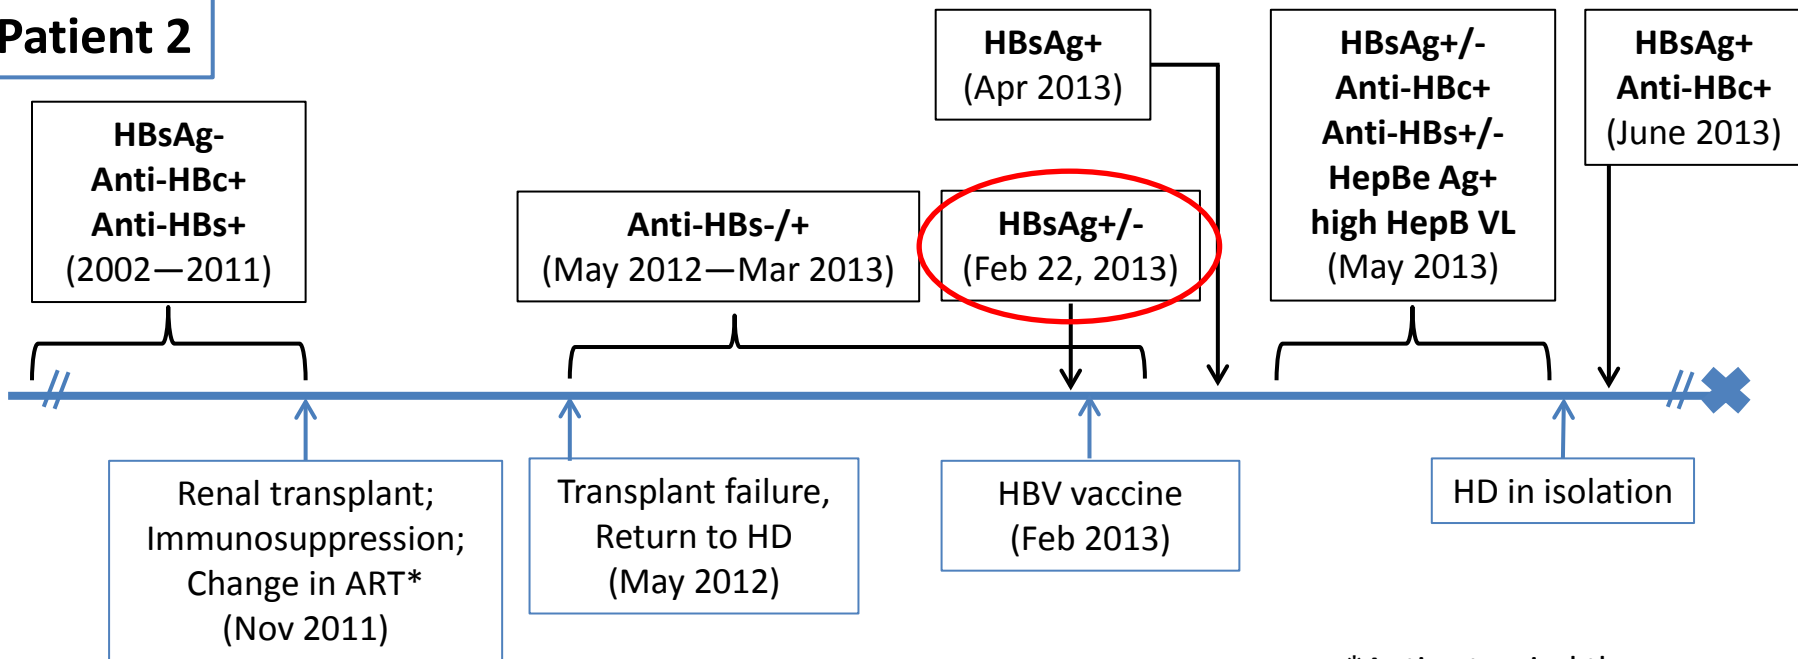 Patient 2
HBsAg-
Anti-HBc+
Anti-HBs+
(2002—2011)
Anti-HBs-/+
(May 2012—Mar 2013)
HBsAg+
(Apr 2013)
HBsAg+/-
(Feb 22, 2013)
HBsAg+/-
Anti-HBc+
Anti-HBs+/-
HepBe Ag+
high HepB VL
(May 2013)
HBsAg+
Anti-HBc+
(June 2013)
Renal transplant;
Immunosuppression;
Change in ART*
(Nov 2011)
Transplant failure,
Return to HD
(May 2012)
HBV vaccine
(Feb 2013)
HD in isolation